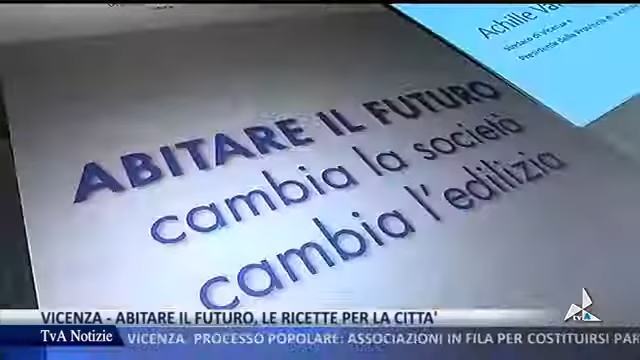 Achille
Sindaco di Vicenza e
Presidente della Provincia di
ABITARE IL FUTURO
cambia la società
cambia l'edilizia
VICENZA - ABITARE IL FUTURO, LE RICETTE PER LA CITTA'
TvA Notizie
VICENZA. PROCESSO POPOLARE: ASSOCIAZIONI IN FILA PER COSTITUIRSI PAR
TVA